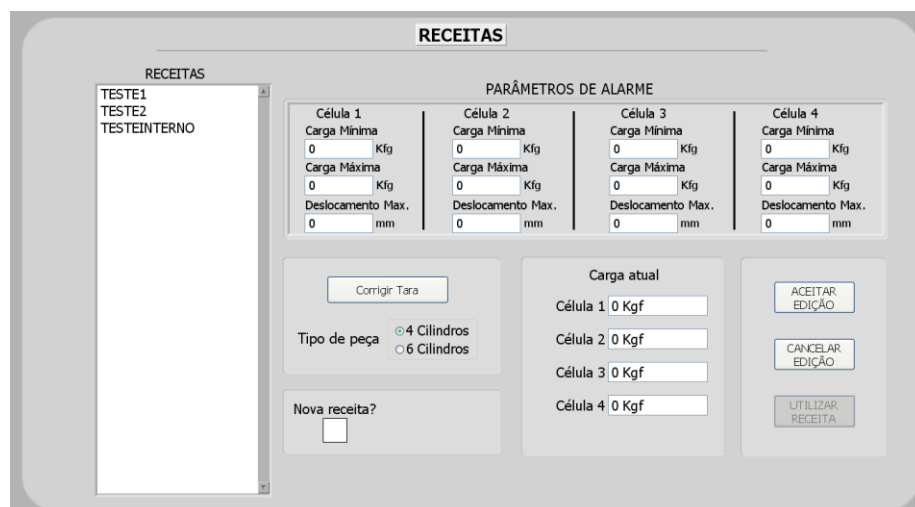 RECEITAS
RECEITAS
TESTE1
TESTE2
TESTEINTERNO
PARÂMETROS DE ALARME
Célula 1
Carga Mínima
0 Kfg
Carga Máxima
0 Kfg
Deslocamento Max.
0 mm
Célula 2
Carga Mínima
0 Kfg
Carga Máxima
0 Kfg
Deslocamento Max.
0 mm
Célula 3
Carga Mínima
0 Kfg
Carga Máxima
0 Kfg
Deslocamento Max.
0 mm
Célula 4
Carga Mínima
0 Kfg
Carga Máxima
0 Kfg
Deslocamento Max.
0 mm
Corrigir Tara
Tipo de peça
4 Cilindros
6 Cilindros
Nova receita?
Carga atual
Célula 1 0 Kgf
Célula 2 0 Kgf
Célula 3 0 Kgf
Célula 4 0 Kgf
ACEITAR
EDIÇÃO
CANCELAR
EDIÇÃO
UTILIZAR
RECEITA